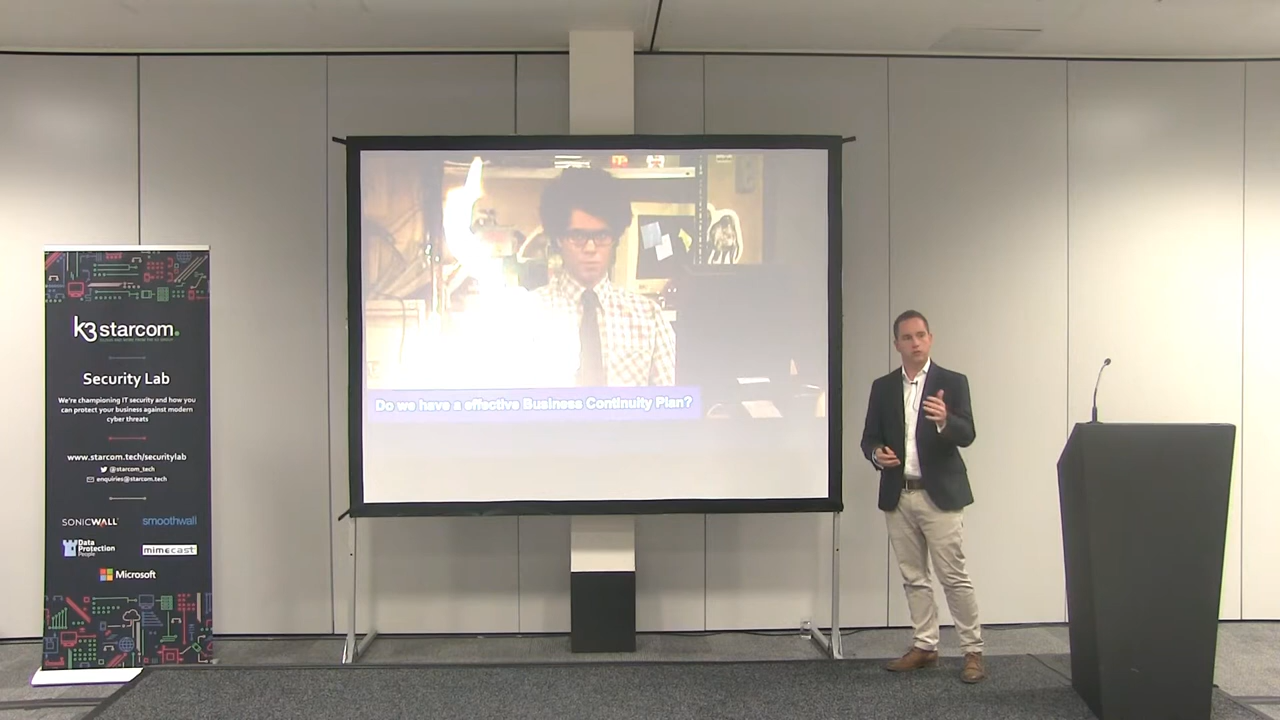 k3 starcom.
Security Lab
We're championing IT security and how you
can protect your business against modern
cyber threats
www.starcom.tech/securitylab
@starcom_tech
enquiries@starcom.tech
SONICWALL
smoothwall
Data
Protection
People
mimecast
Microsoft
Do we have a effective Business Continuity Plan?